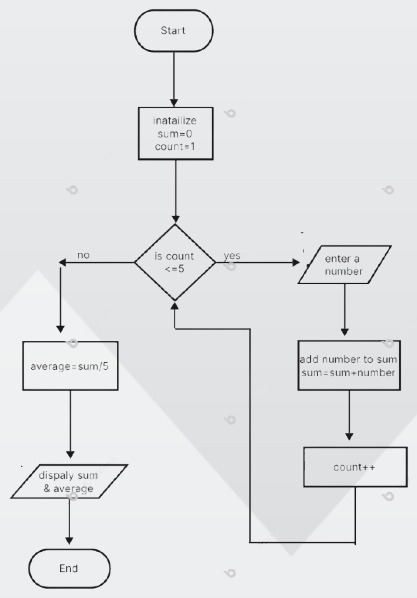 Start
inatailize
sum=0
count=1
is count
<=5
no
yes
enter a
number
average=sum/5
add number to sum
sum=sum+number
dispaly sum
& average
count++
End